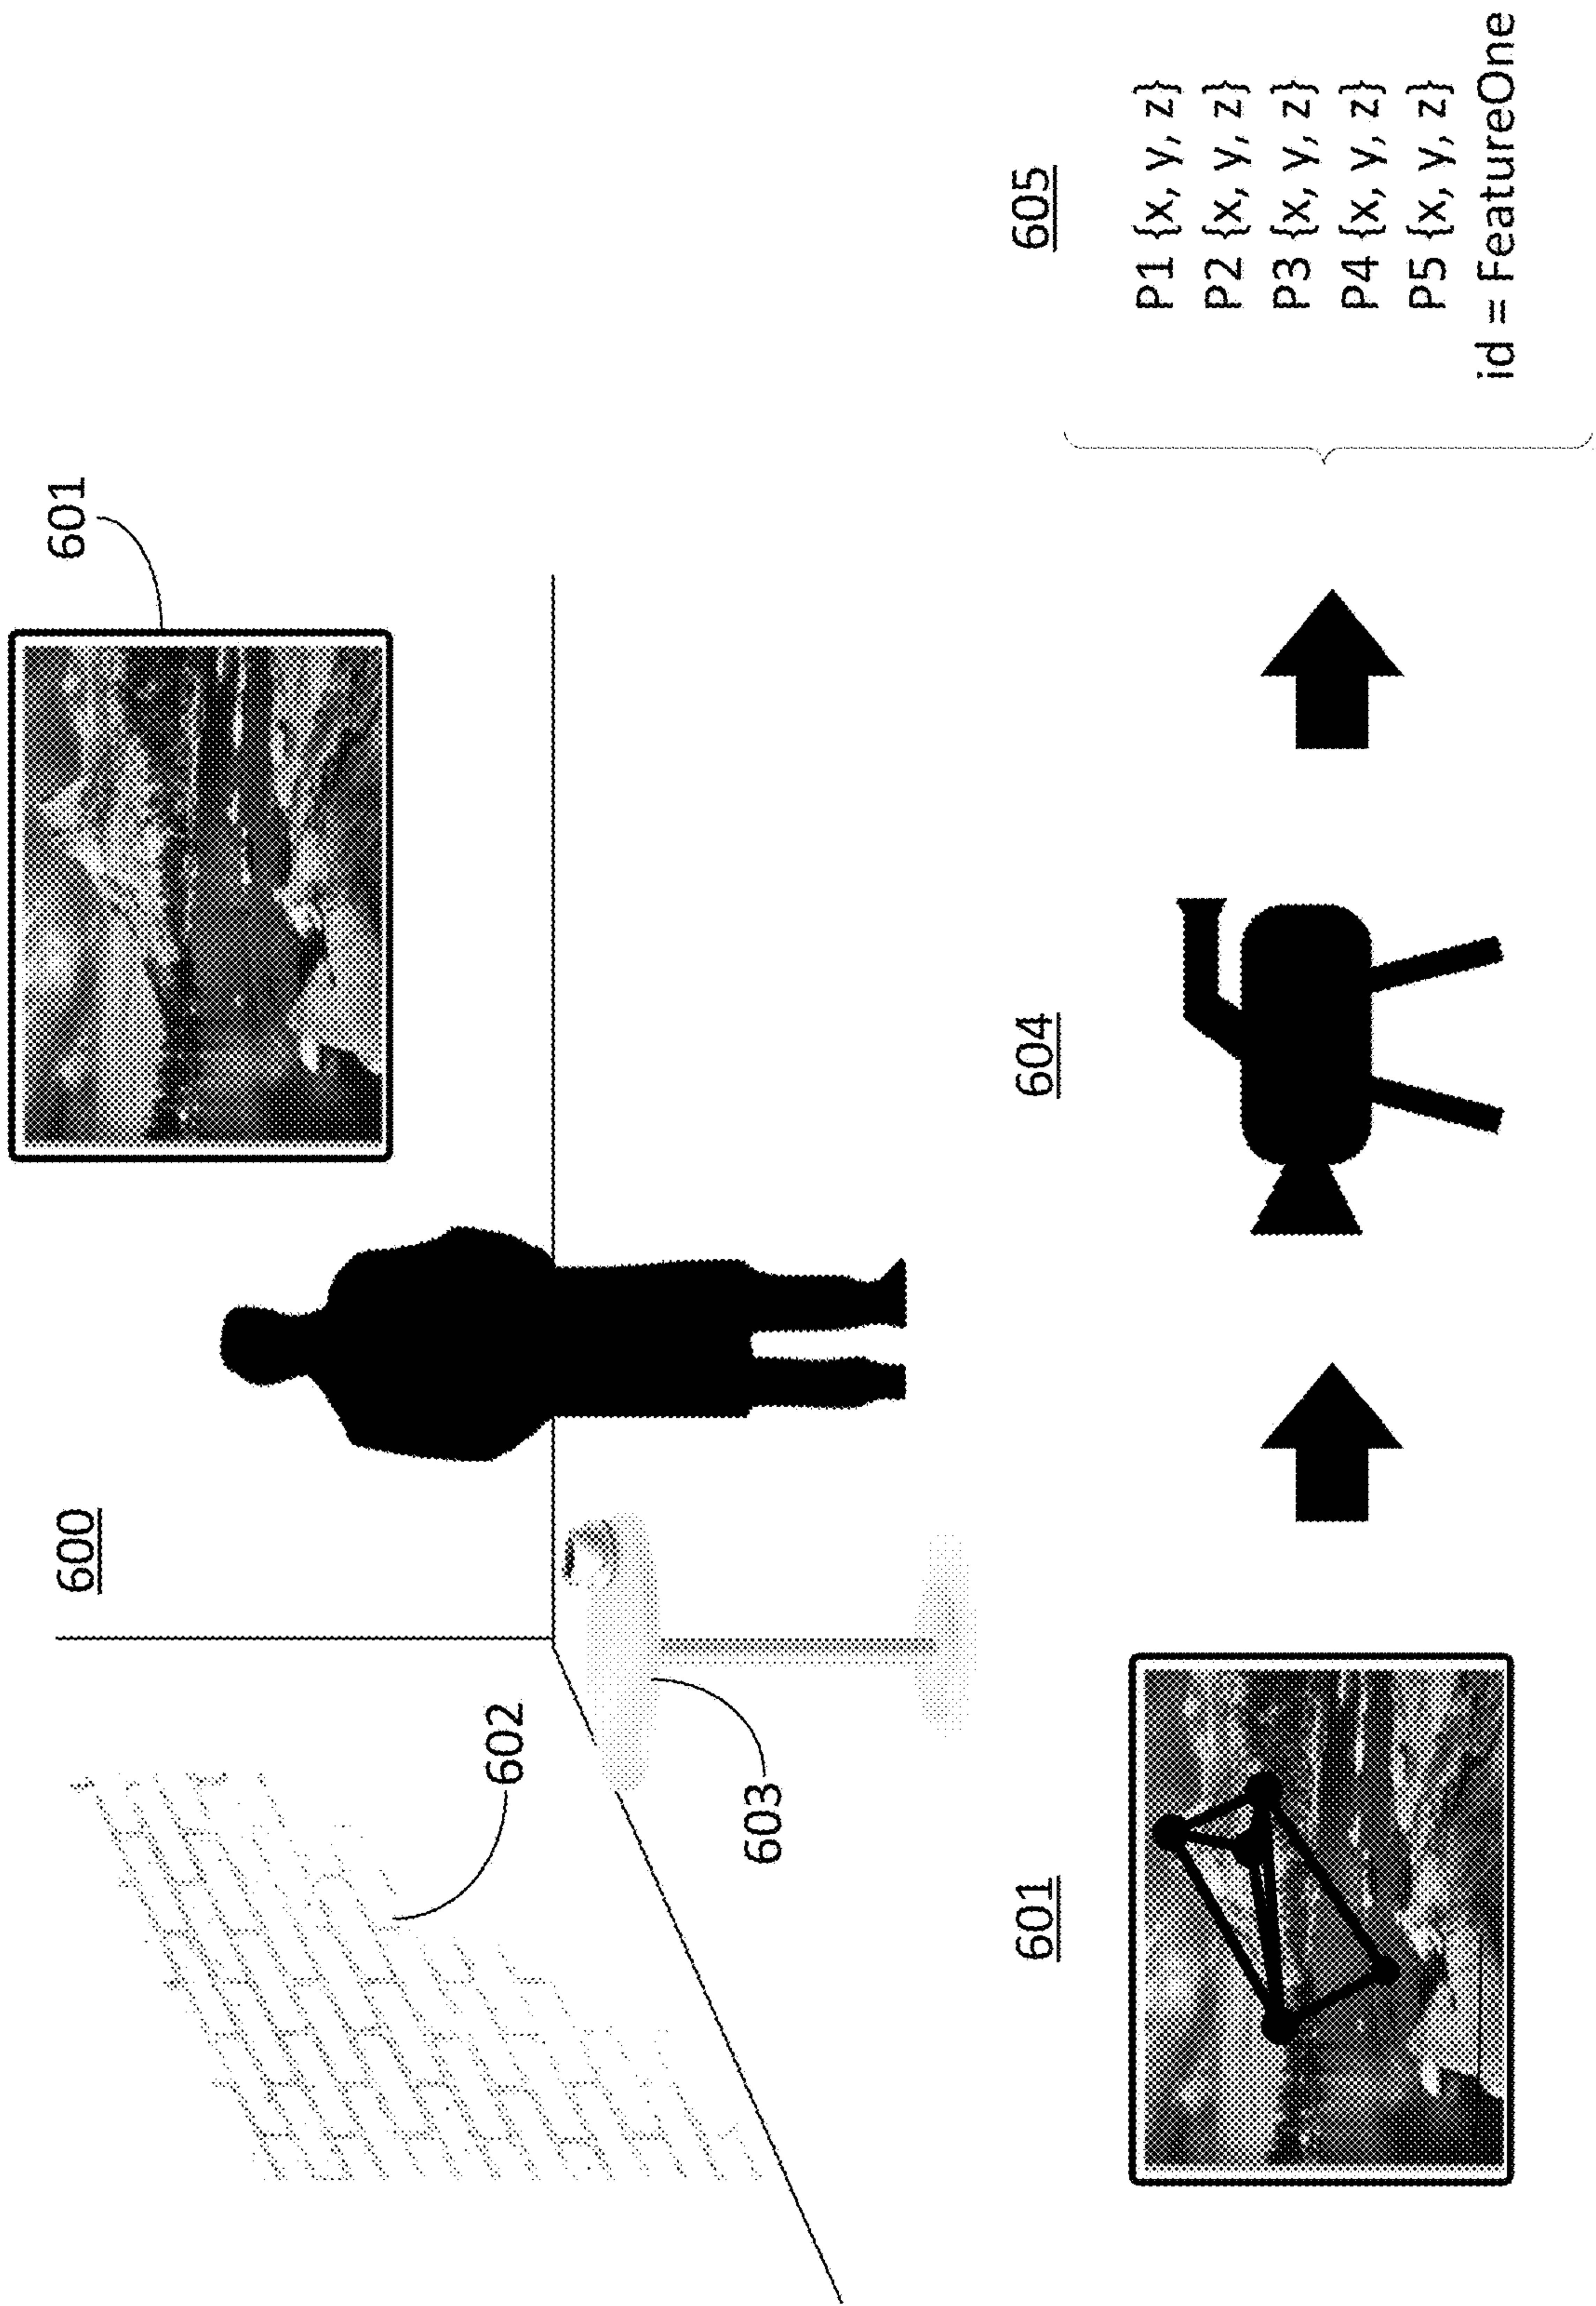 600
601
602
603
601
604
605
P1 {x, y, z}
P2 {x, y, z}
P3 {x, y, z}
P4 {x, y, z}
P5 {x, y, z}
id = FeatureOne